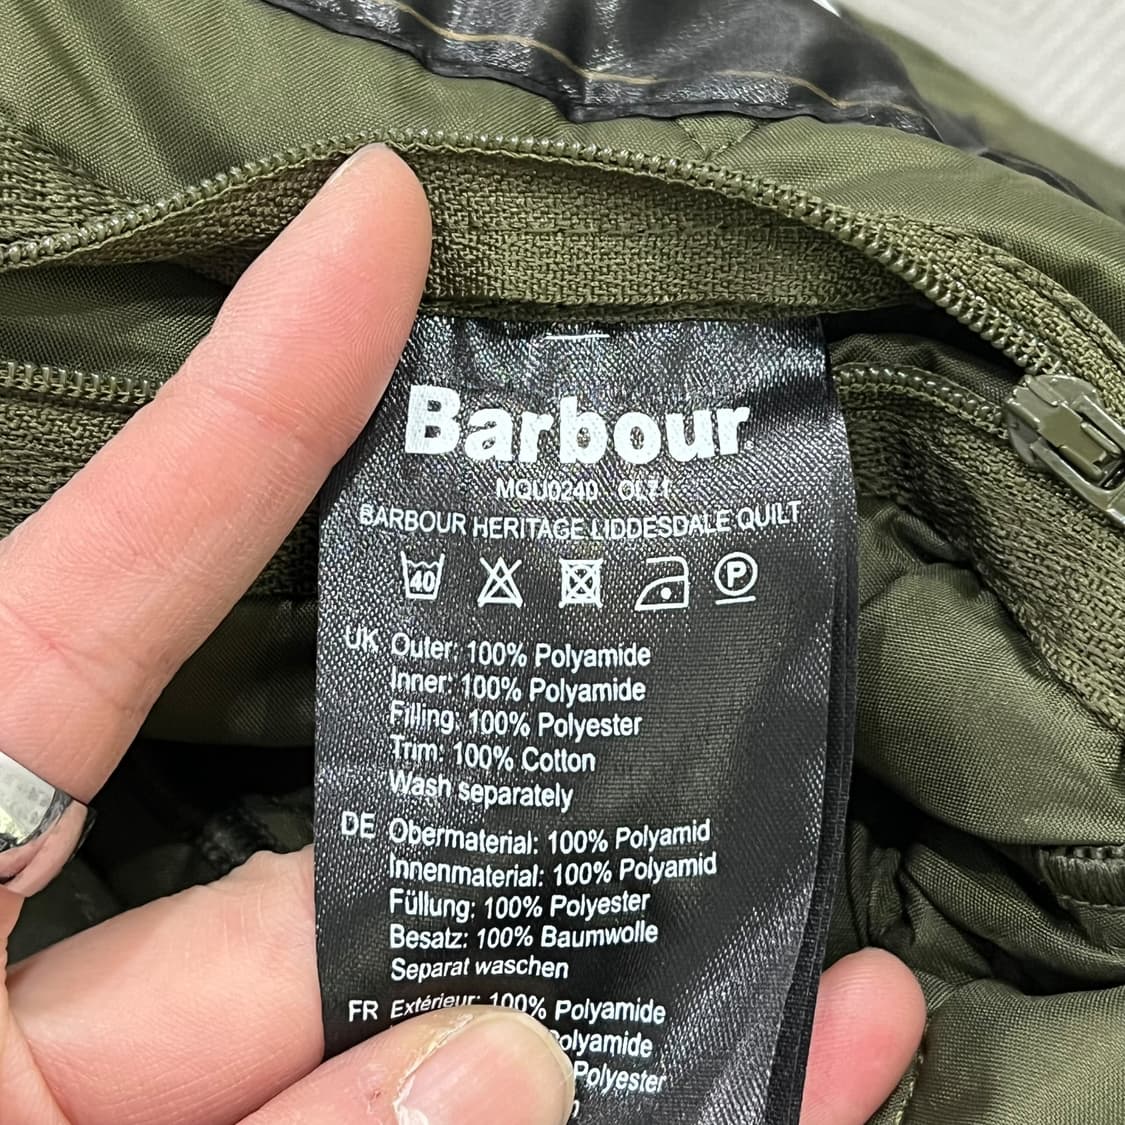 Barbour
MQU0240 OL71
BARBOUR HERITAGE LIDDESDALE QUILT
40
P
UK Outer: 100% Polyamide
Inner: 100% Polyamide
Filling: 100% Polyester
Trim: 100% Cotton
Wash separately
DE Obermaterial: 100% Polyamid
Innenmaterial: 100% Polyamid
Füllung: 100% Polyester
Besatz: 100% Baumwolle
Separat waschen
FR Extérieur: 100% Polyamide
Polyamide
Polyester